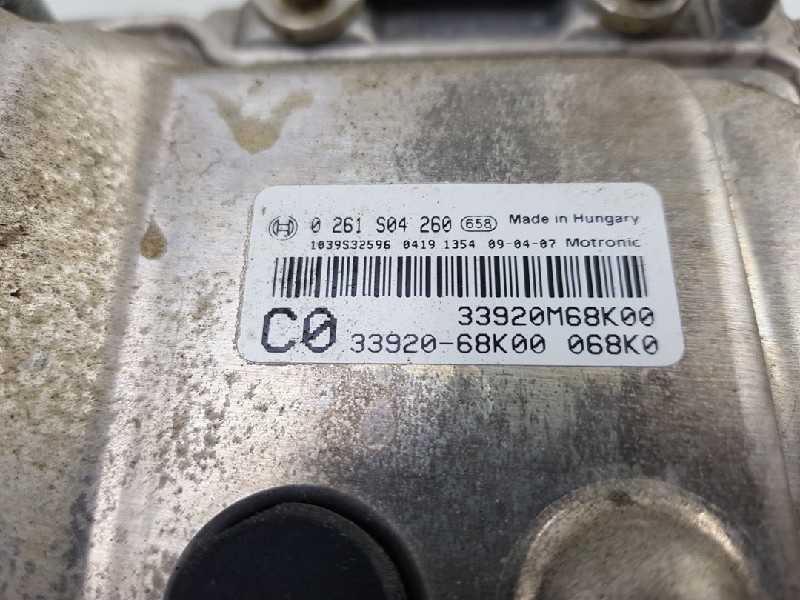 0 261 S04 260 658 Made in Hungary
1039S32596 0419 1354 09-04-07 Motronic
33920M68K00
C0 33920-68K00 068K0